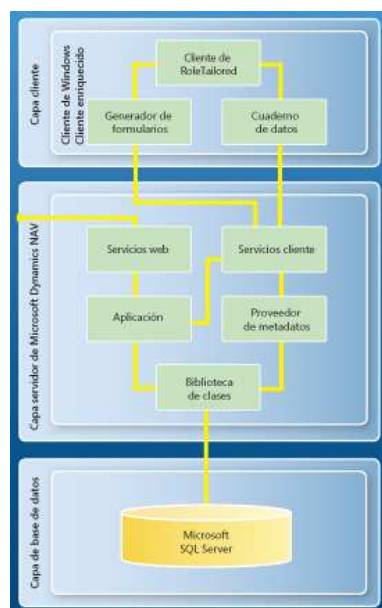 Capa cliente
Cliente de Windows
Cliente enriquecido
Cliente de
RoleTailored
Generador de
formularios
Cuaderno
de datos
Capa servidor de Microsoft Dynamics NAV
Servicios web
Servicios cliente
Aplicación
Proveedor
de metadatos
Biblioteca
de clases
Capa de base de datos
Microsoft
SQL Server